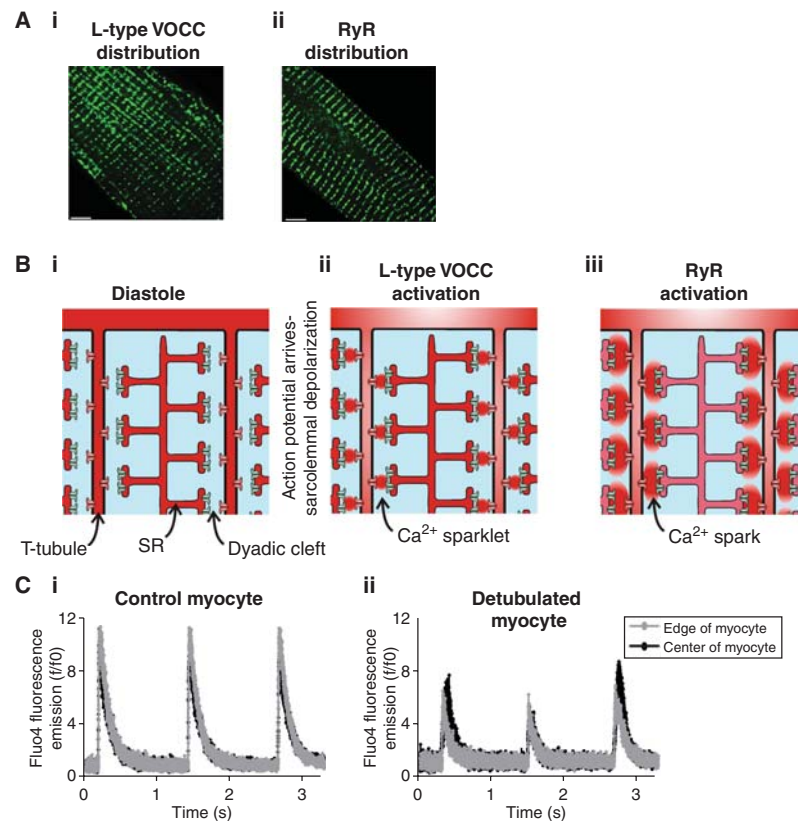 A i
L-type VOCC
distribution
ii
RyR
distribution
B i
Diastole
ii
L-type VOCC
activation
iii
RyR
activation
Action potential arrives-
sarcolemmal depolarization
T-tubule
SR
Dyadic cleft
Ca2+ sparklet
Ca2+ spark
C i
Control myocyte
ii
Detubulated
myocyte
Edge of myocyte
Center of myocyte
Fluo4 fluorescence
emission (f/f0)
12
8
4
0
0
1
2
3
Time (s)
Fluo4 fluorescence
emission (f/f0)
12
8
4
0
0
1
2
3
Time (s)